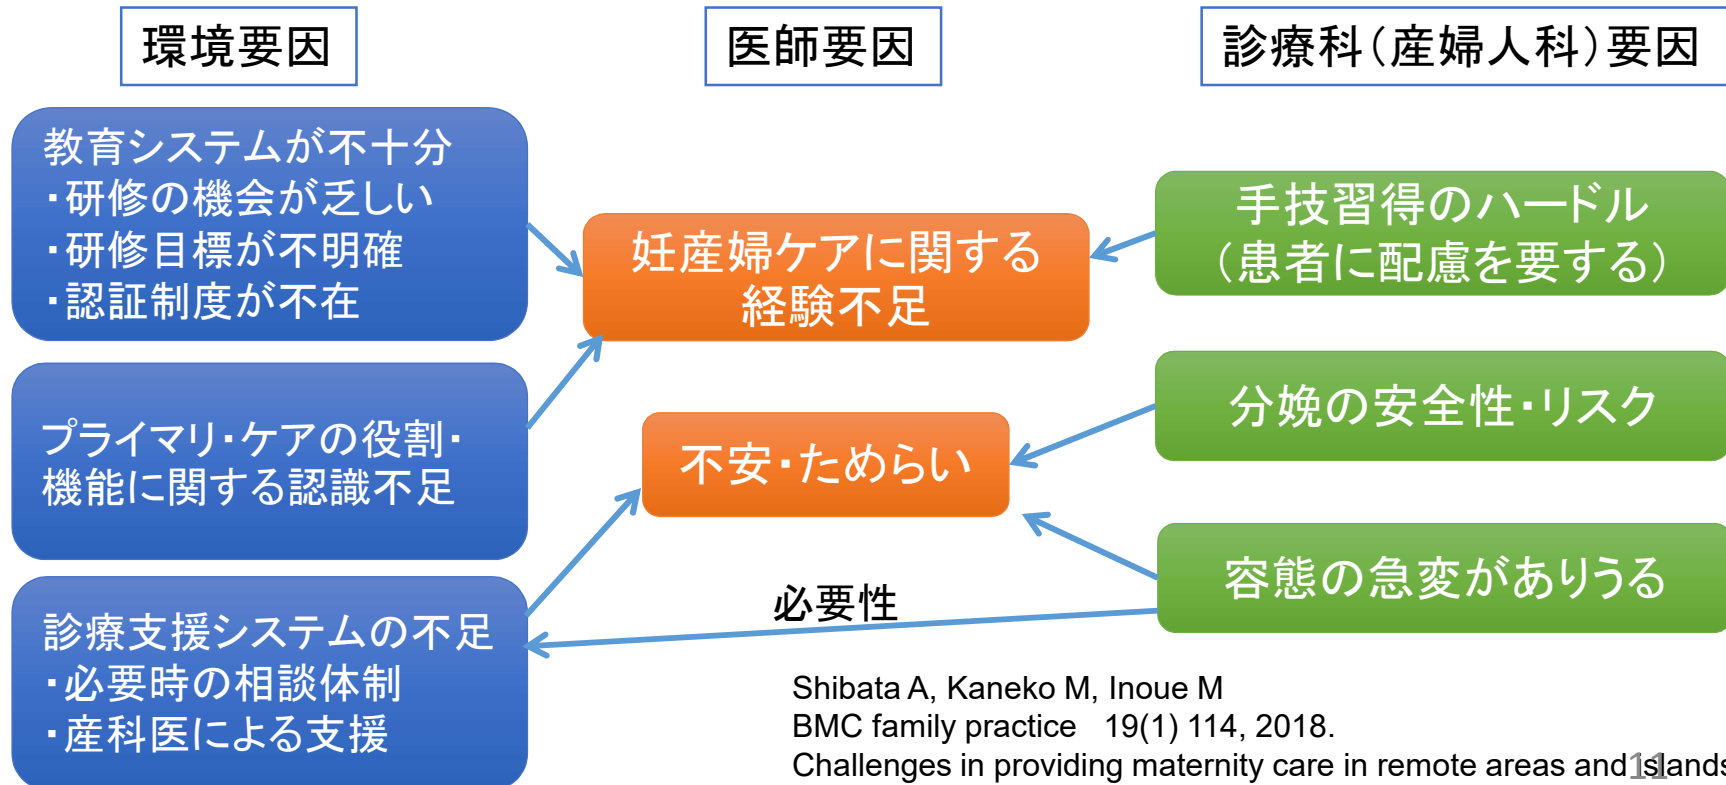 環境要因
医師要因
診療科(産婦人科)要因
教育システムが不十分
・研修の機会が乏しい
・研修目標が不明確
・認証制度が不在
プライマリ・ケアの役割・
機能に関する認識不足
診療支援システムの不足
・必要時の相談体制
・産科医による支援
妊産婦ケアに関する
経験不足
不安・ためらい
必要性
手技習得のハードル
(患者に配慮を要する)
分娩の安全性・リスク
容態の急変がありうる
Shibata A, Kaneko M, Inoue M
BMC family practice 19(1) 114, 2018.
Challenges in providing maternity care in remote areas and islands
11